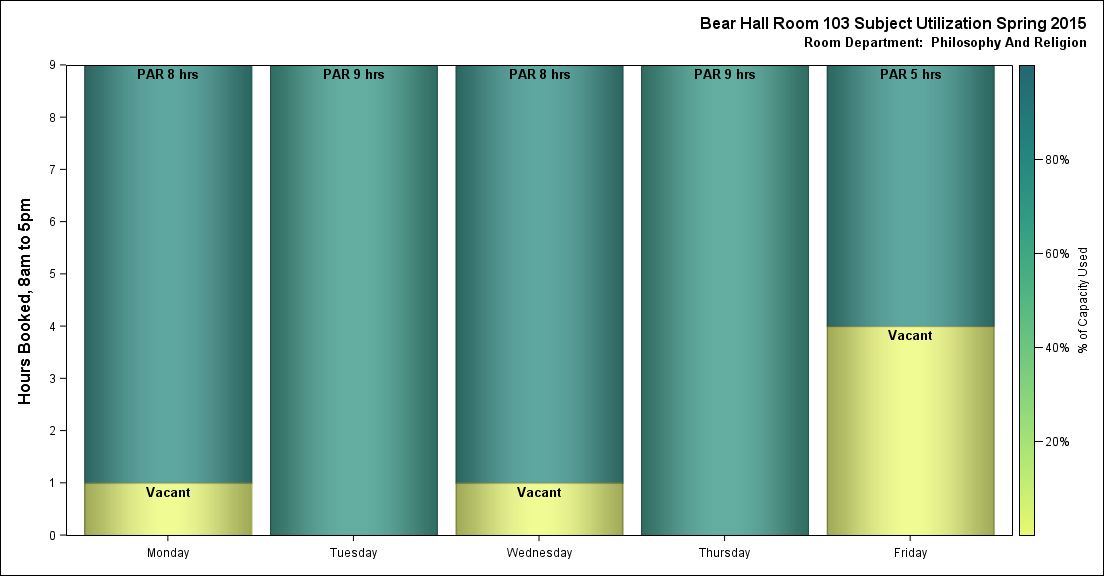 Bear Hall Room 103 Subject Utilization Spring 2015
Room Department:  Philosophy And Religion
Hours Booked, 8am to 5pm
9
8
7
6
5
4
3
2
1
0
PAR 8 hrs
PAR 9 hrs
PAR 8 hrs
PAR 9 hrs
PAR 5 hrs
Vacant
Vacant
Vacant
Monday
Tuesday
Wednesday
Thursday
Friday
80%
60%
40%
20%
% of Capacity Used